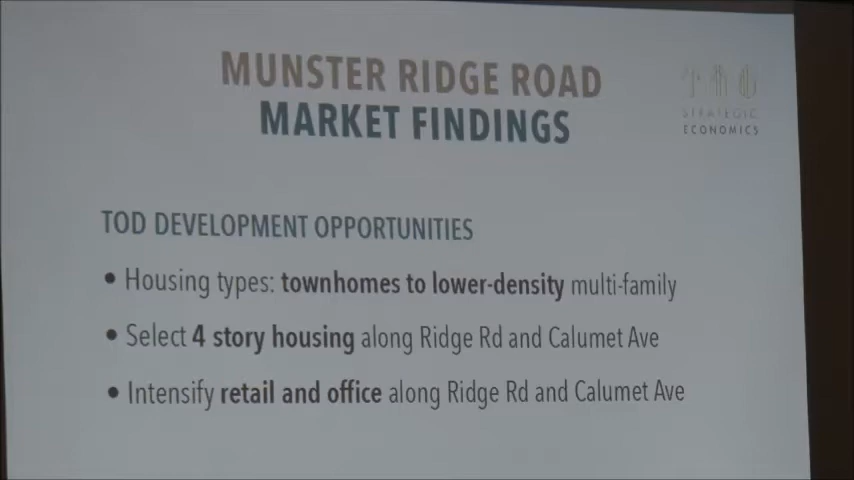 MUNSTER RIDGE ROAD
MARKET FINDINGS
STRATEGIC
ECONOMICS
TOD DEVELOPMENT OPPORTUNITIES
• Housing types: townhomes to lower-density multi-family
• Select 4 story housing along Ridge Rd and Calumet Ave
• Intensify retail and office along Ridge Rd and Calumet Ave